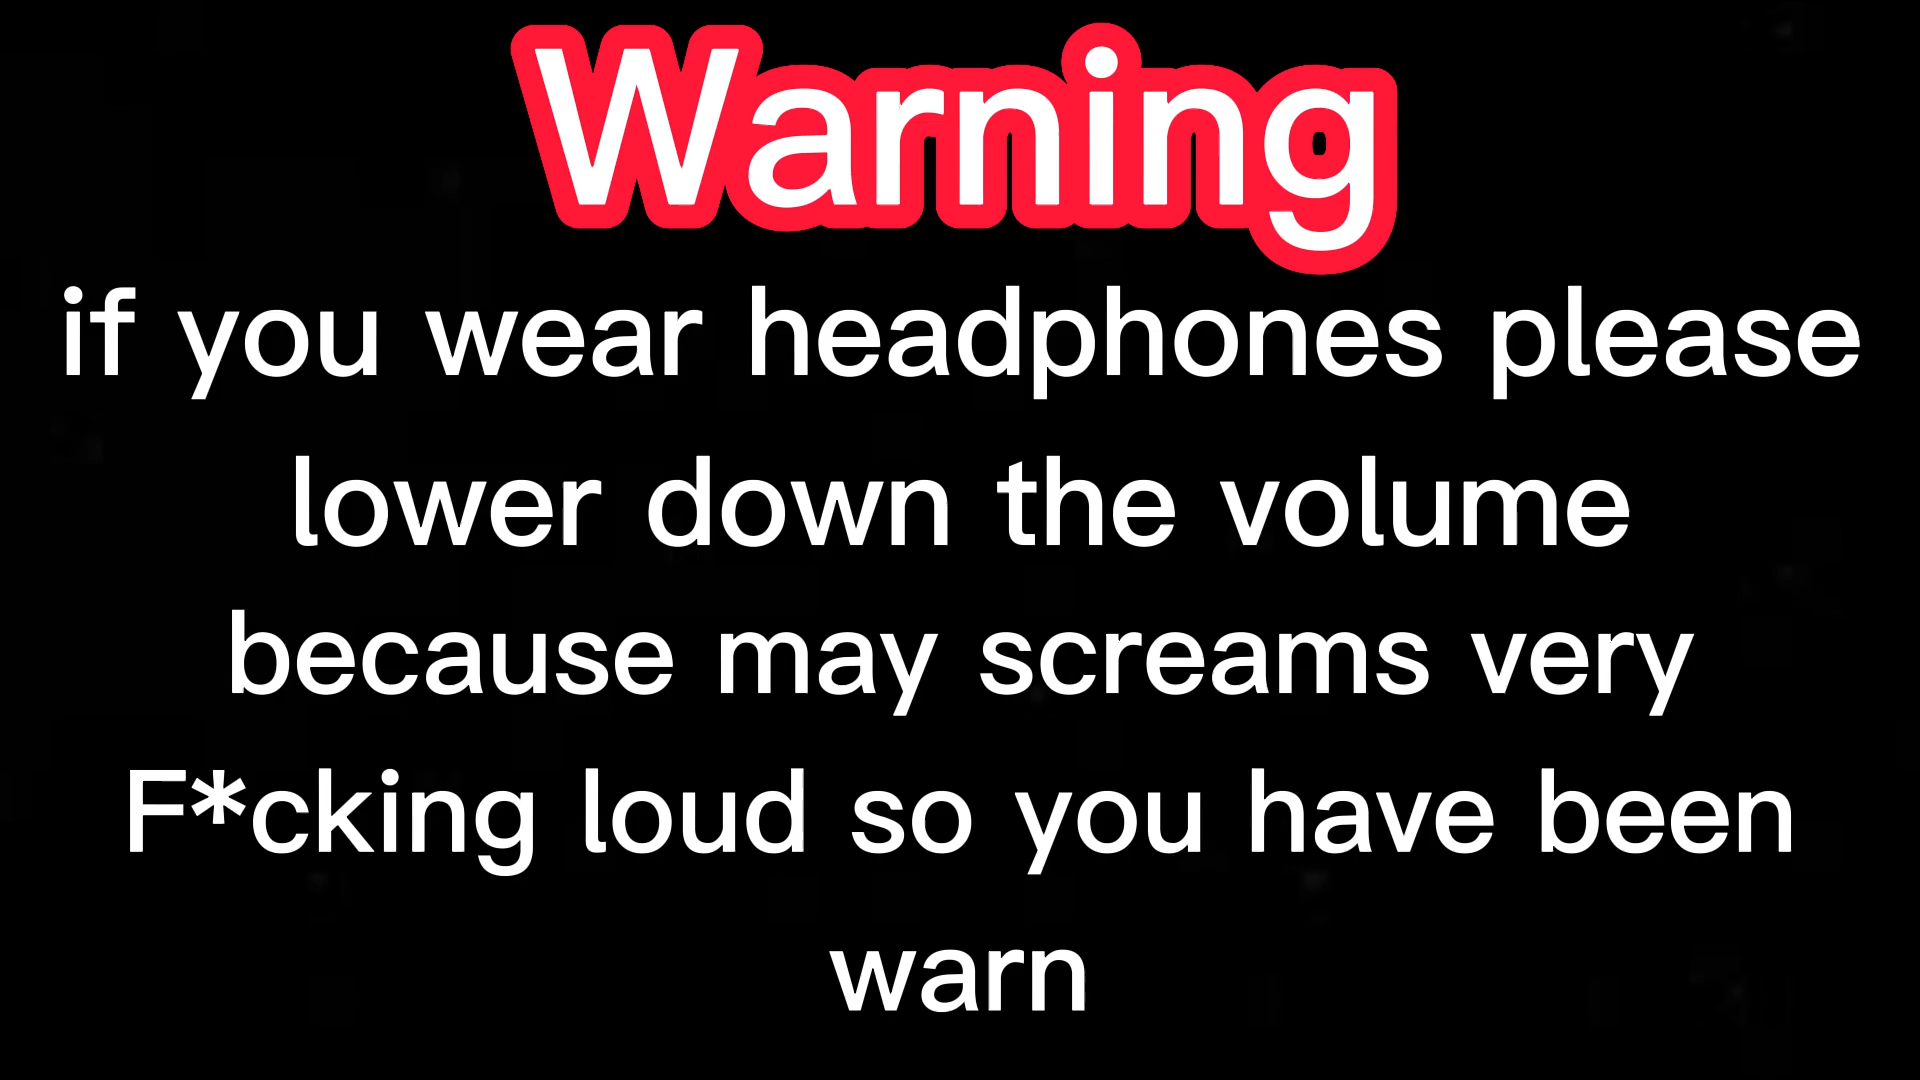 Warning
if you wear headphones please
lower down the volume
because may screams very
F*cking loud so you have been
warn